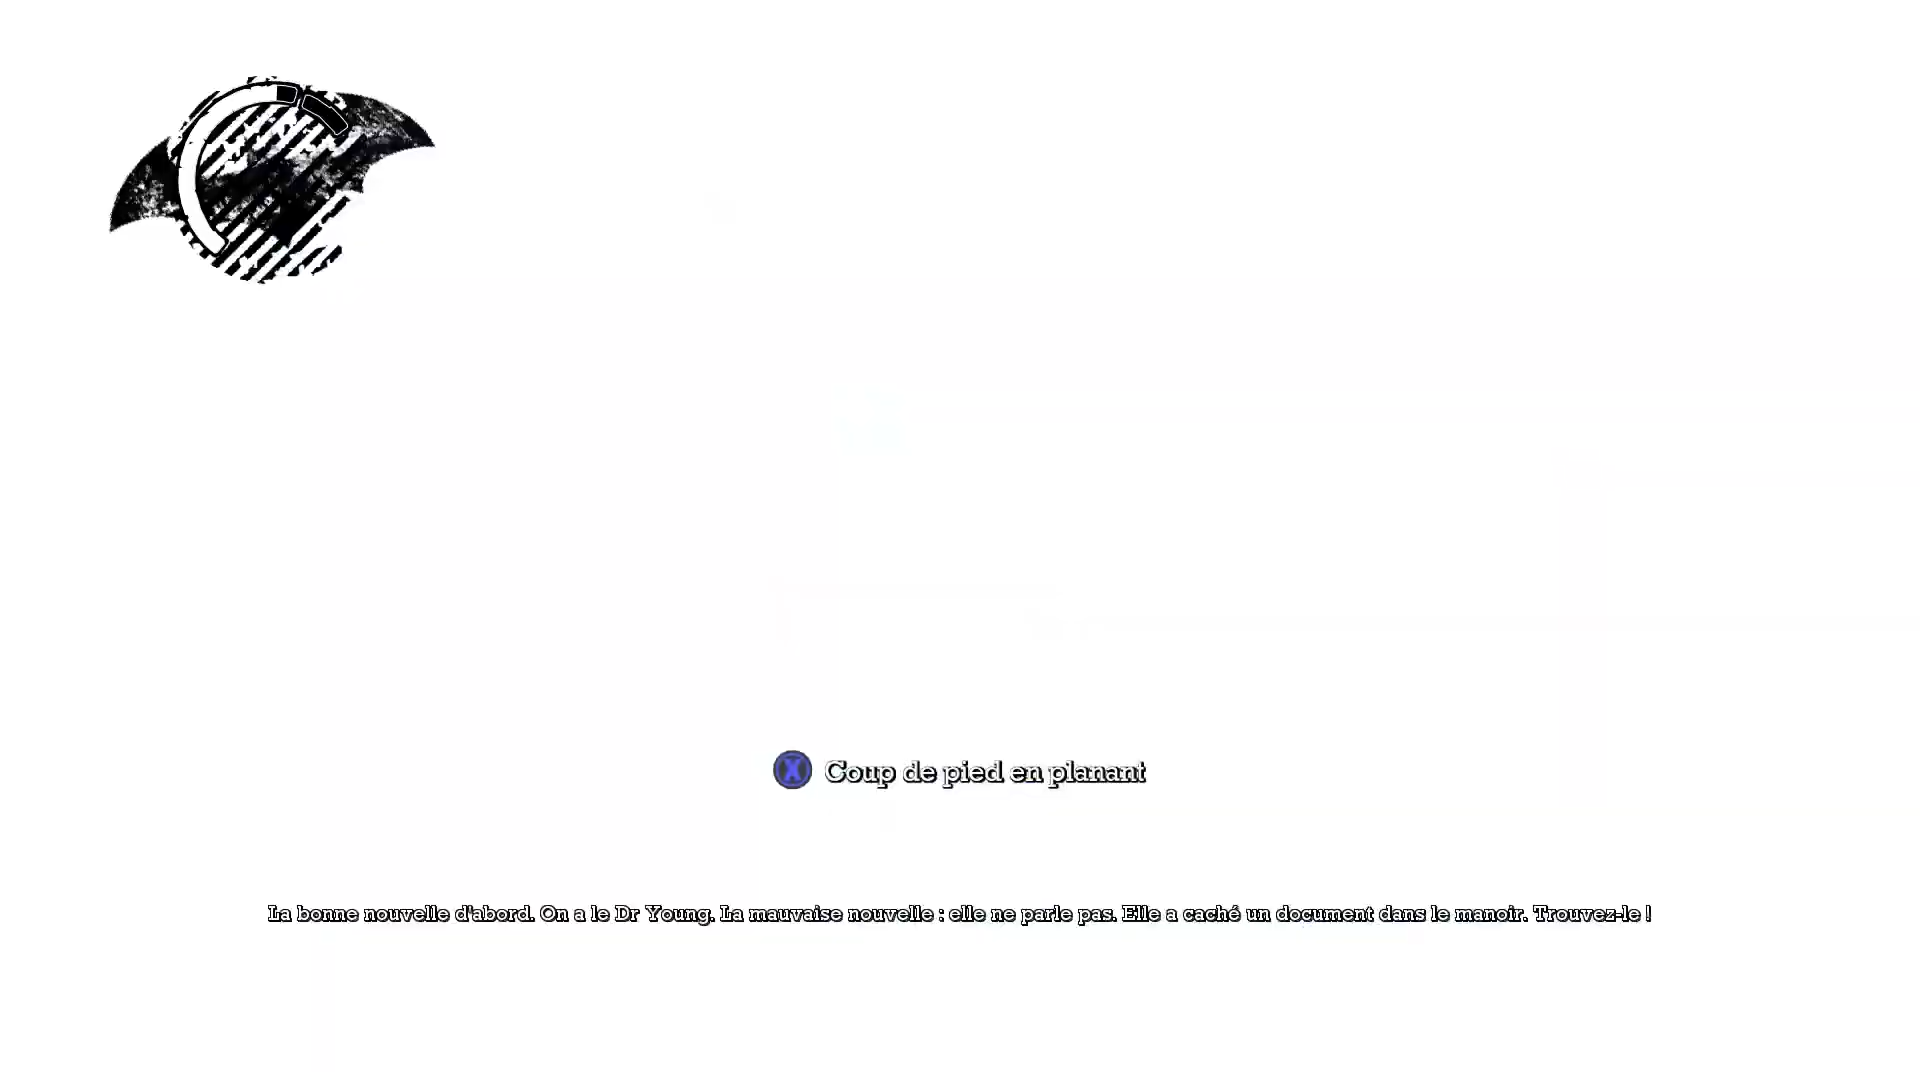 X Coup de pied en planant
La bonne nouvelle d'abord. On a le Dr Young. La mauvaise nouvelle : elle ne parle pas. Elle a caché un document dans le manoir. Trouvez-le !